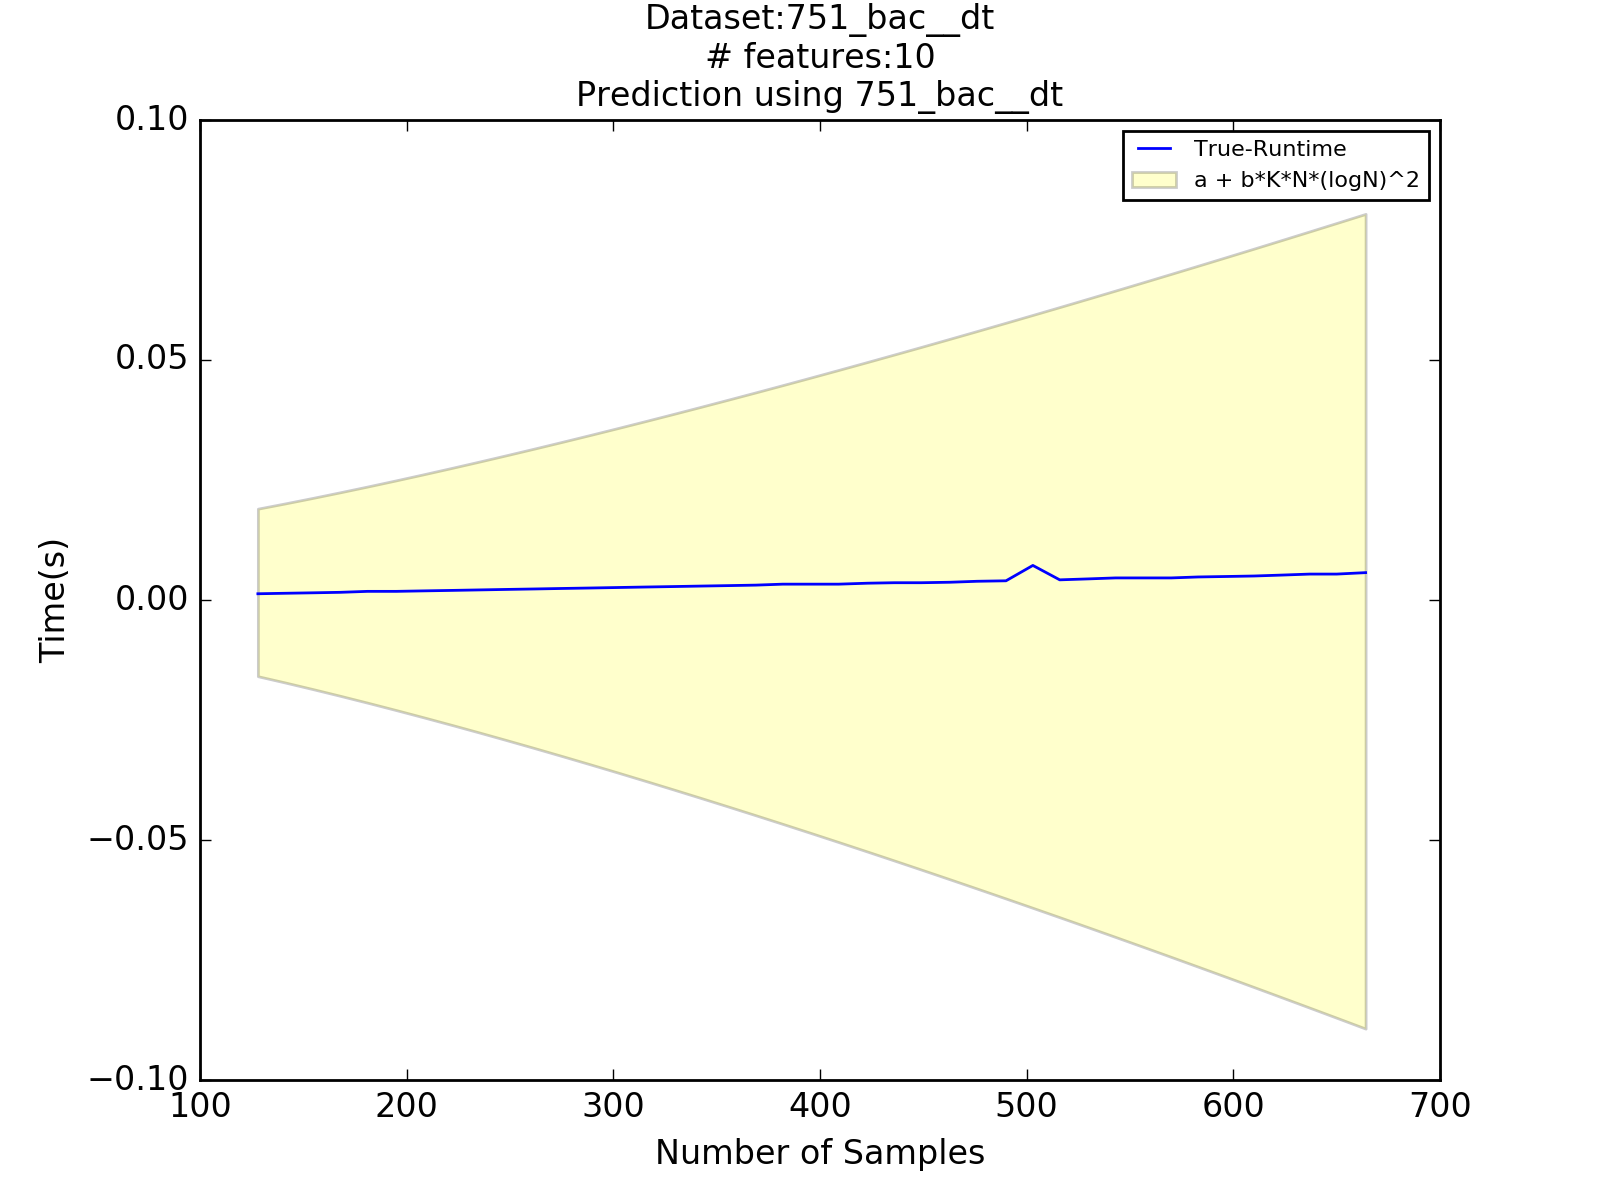 Dataset:751_bac__dt
# features:10
Prediction using 751_bac__dt
0.10
0.05
0.00
−0.05
−0.10
Time(s)
True-Runtime
a + b*K*N*(logN)^2
100 200 300 400 500 600 700
Number of Samples